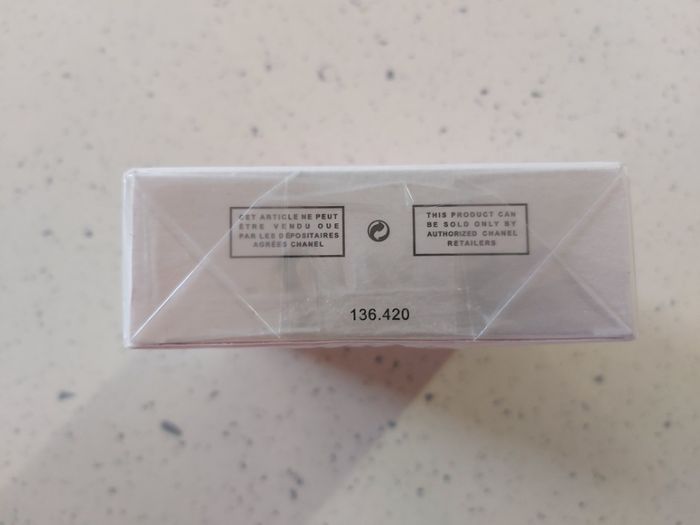 CET ARTICLE NE PEUT
ÊTRE VENDU QUE
PAR LES DÉPOSITAIRES
AGRÉÉS CHANEL
THIS PRODUCT CAN
BE SOLD ONLY BY
AUTHORIZED CHANEL
RETAILERS
136.420